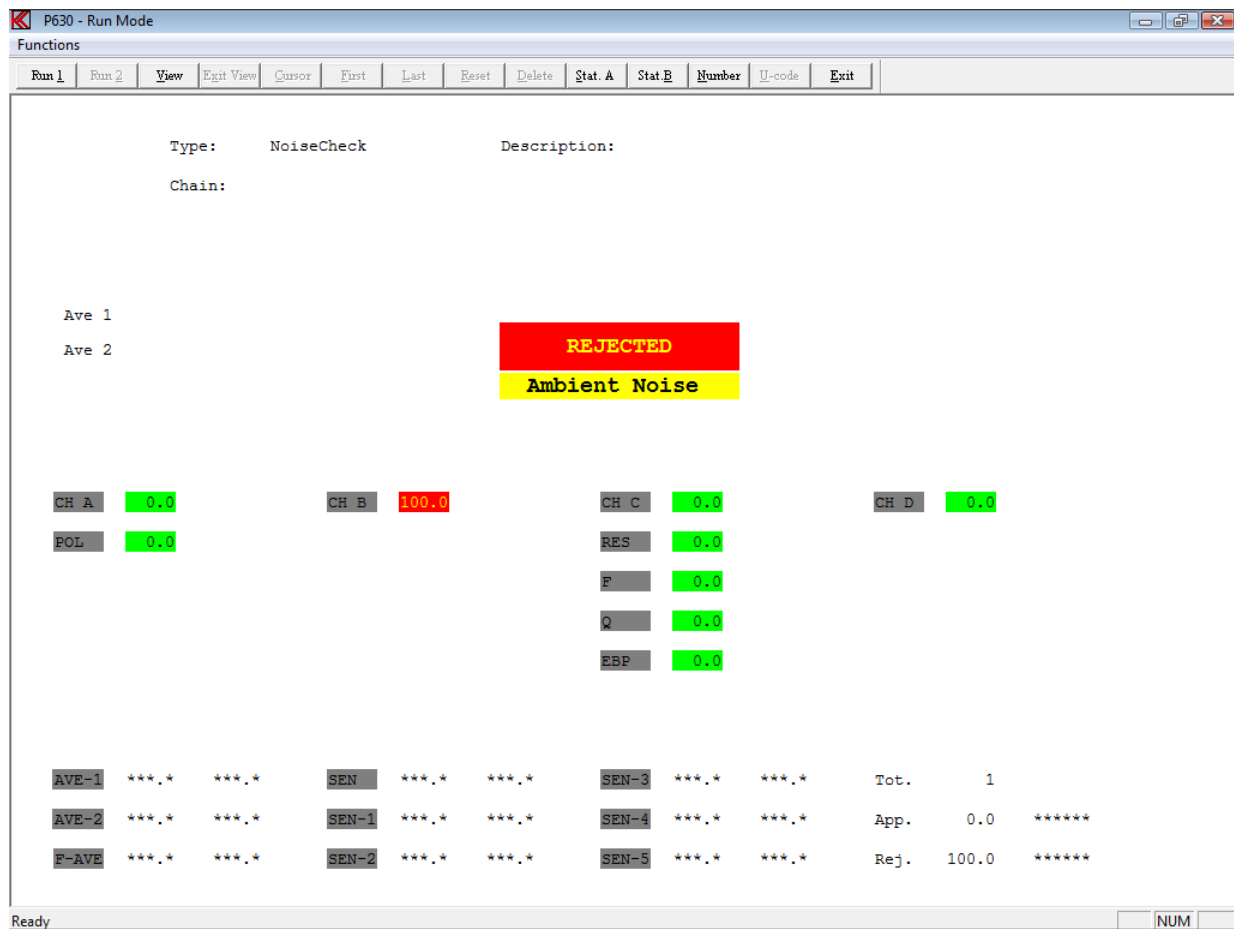 P630 - Run Mode
Functions
Run 1 Run 2 View Exit View Cursor First Last Reset Delete Stat. A Stat.B Number U-code Exit
Type: NoiseCheck Description:
Chain:
Ave 1
Ave 2
REJECTED
Ambient Noise
CH A 0.0 CH B 100.0 CH C 0.0 CH D 0.0
POL 0.0 RES 0.0
F 0.0
Q 0.0
EBP 0.0
AVE-1 ***.* ***.* SEN ***.* ***.* SEN-3 ***.* ***.* Tot. 1
AVE-2 ***.* ***.* SEN-1 ***.* ***.* SEN-4 ***.* ***.* App. 0.0 ******
F-AVE ***.* ***.* SEN-2 ***.* ***.* SEN-5 ***.* ***.* Rej. 100.0 ******
Ready NUM